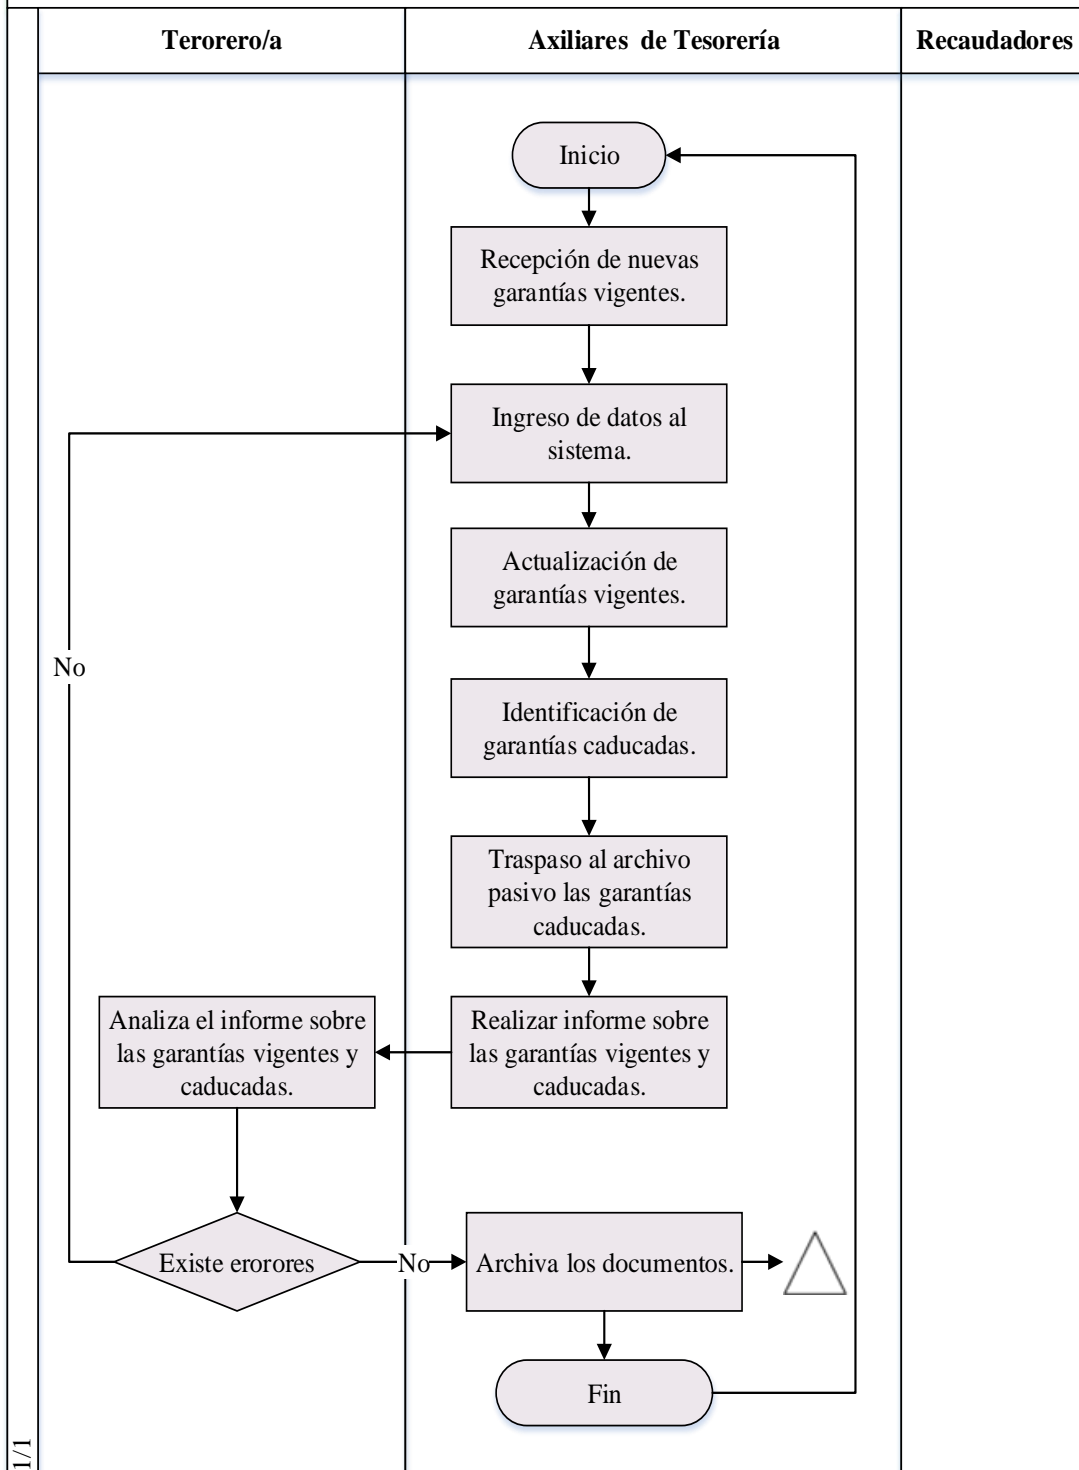 Terorero/a
Axiliares de Tesorería
Recaudadores
Inicio
Recepción de nuevas
garantías vigentes.
Ingreso de datos al
sistema.
Actualización de
garantías vigentes.
No
Identificación de
garantías caducadas.
Traspaso al archivo
pasivo las garantías
caducadas.
Realizar informe sobre
las garantías vigentes y
caducadas.
Analiza el informe sobre
las garantías vigentes y
caducadas.
Existe erorores
No
Archiva los documentos.
Fin
1/1